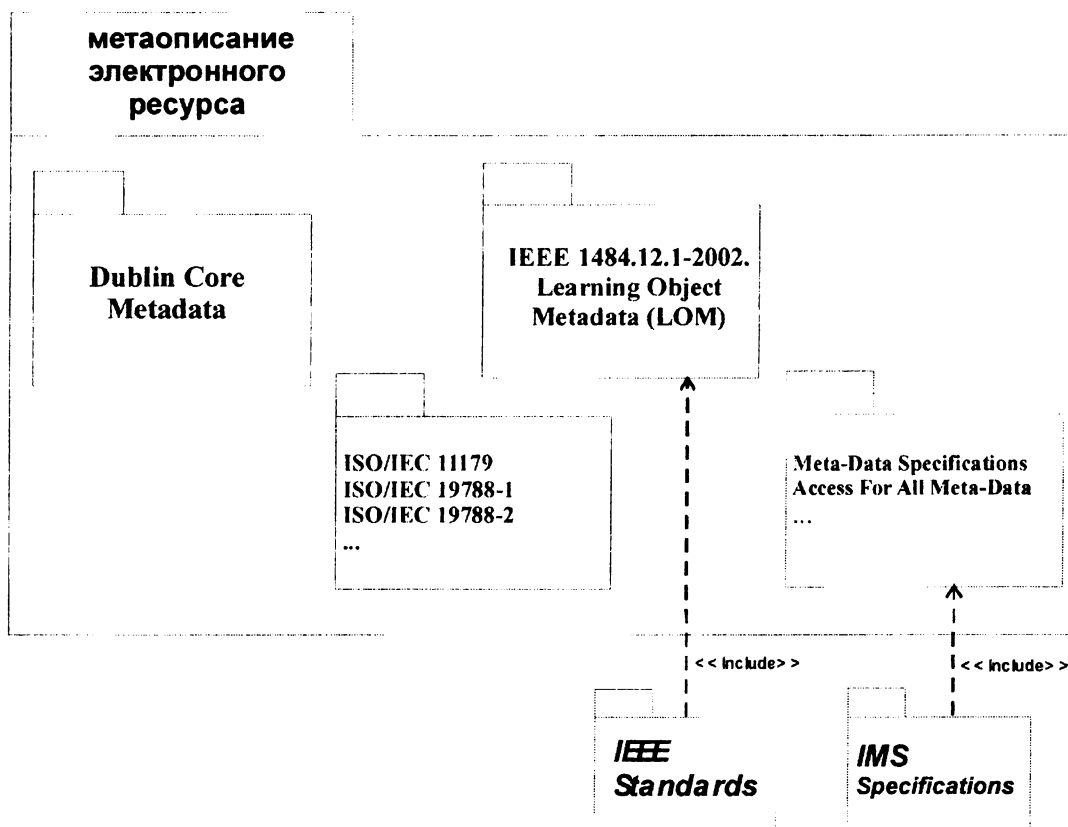 метаописание
электронного
ресурса
Dublin Core
Metadata
IEEE 1484.12.1-2002.
Learning Object
Metadata (LOM)
ISO/IEC 11179
ISO/IEC 19788-1
ISO/IEC 19788-2
...
Meta-Data Specifications
Access For All Meta-Data
...
<< Include> >
<< Include> >
IEEE
Standards
IMS
Specifications